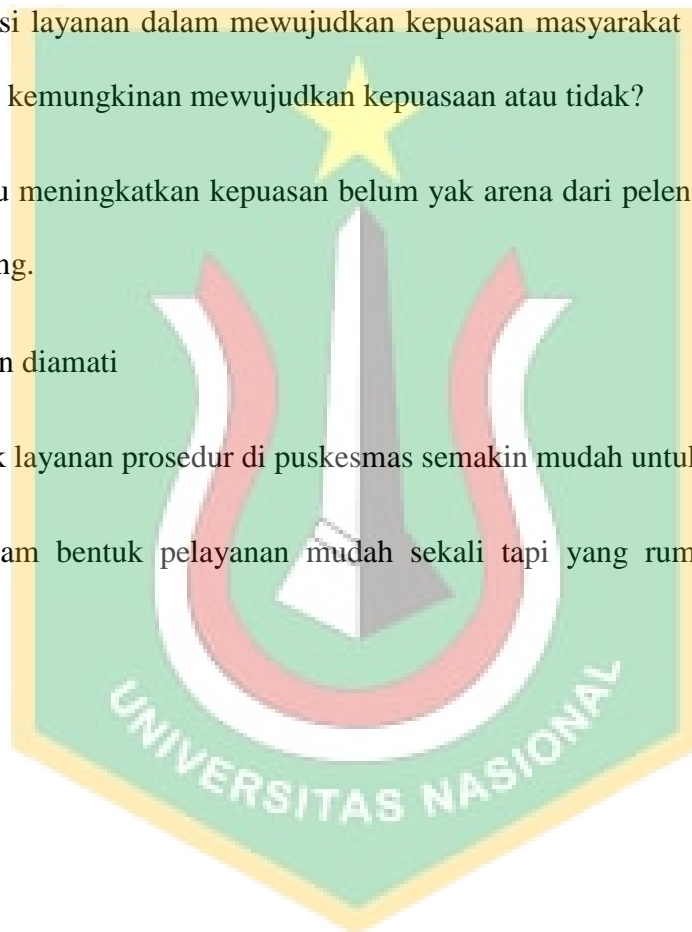 si layanan dalam mewujudkan kepuasan masyarakat
kemungkinan mewujudkan kepuasaan atau tidak?
u meningkatkan kepuasan belum yak arena dari pelen
ng.
n diamati
k layanan prosedur di puskesmas semakin mudah untuk
am bentuk pelayanan mudah sekali tapi yang rum
UNIVERSITAS NASIONAL